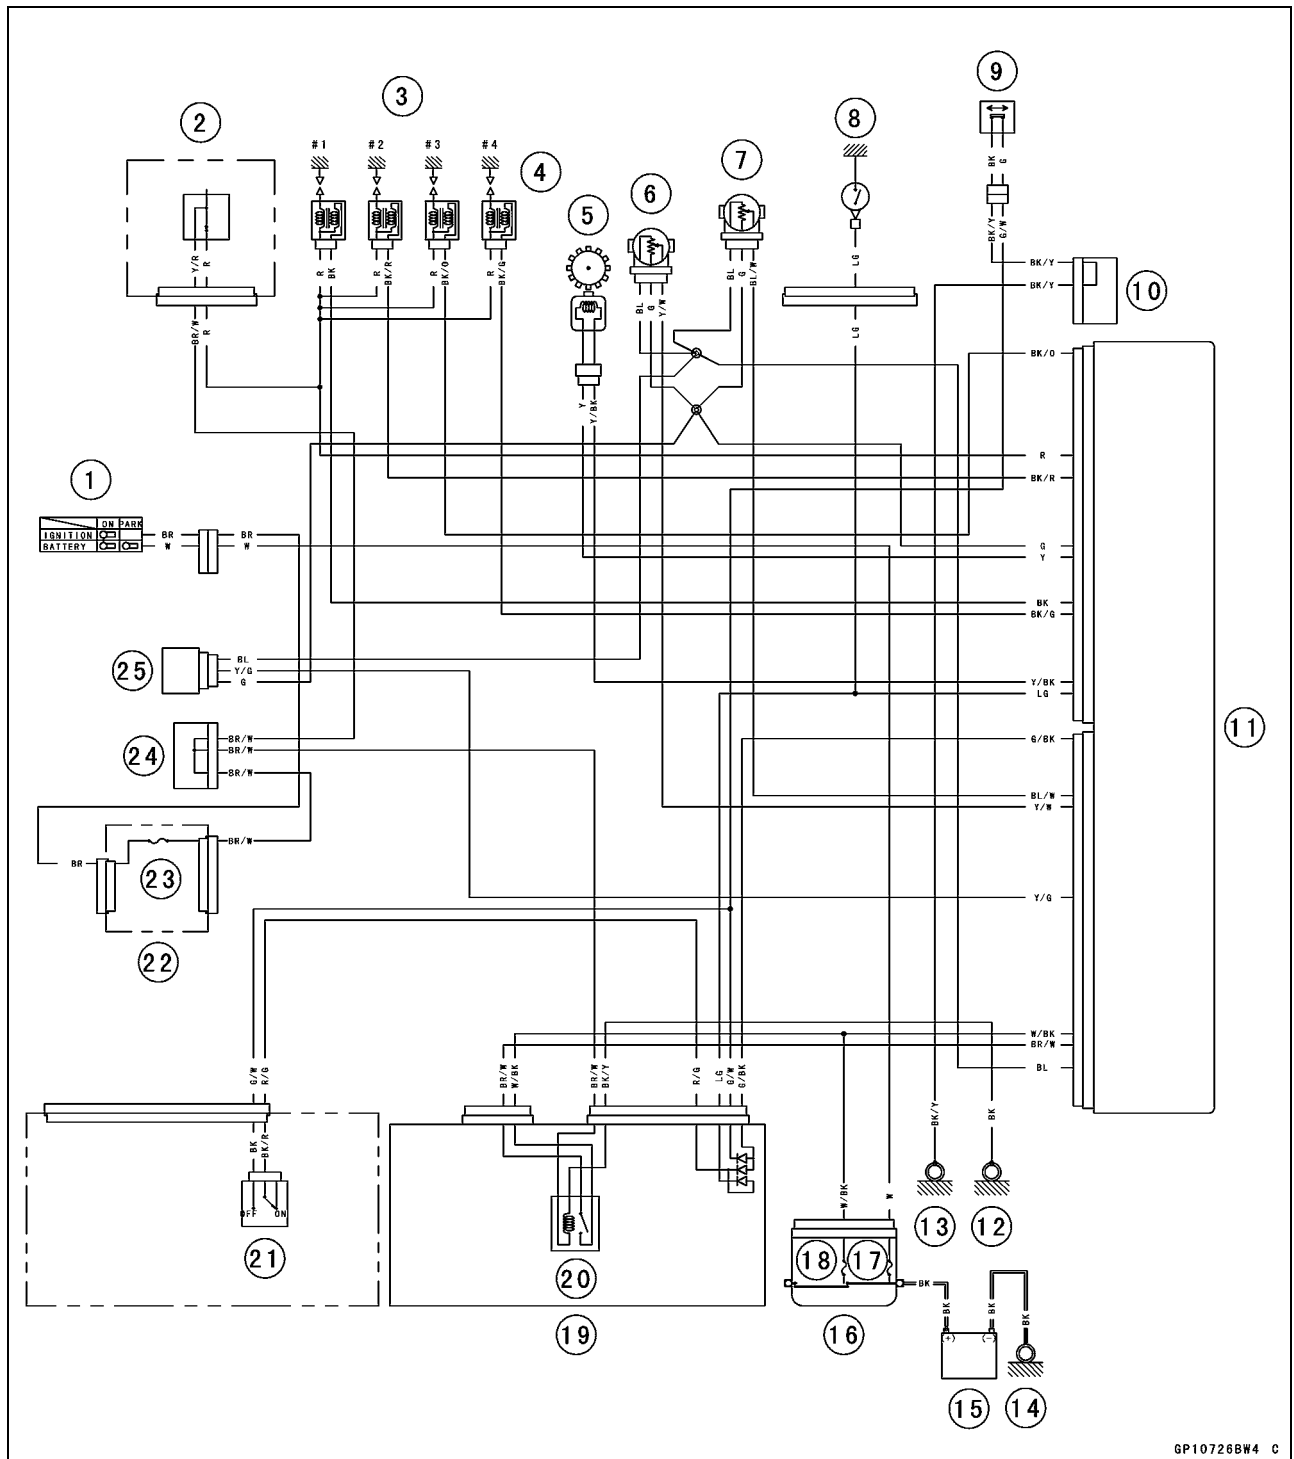 9
3
2
8
#1
#2
#3
#4
7
4
6
5
BK
G
BK/Y
G/W
Y/R
R
R
BK
R
BK/R
R
BK/O
R
BK/G
BL
G
BL/W
LG
BK/Y
BK/Y
10
BL
G
Y/W
BR/W
R
LG
BK/O
Y
Y/BK
R
BK/R
1
ON
PARK
IGNITION
BATTERY
BR
W
BR
W
G
Y
BK
BK/G
25
BL
Y/G
G
Y/BK
LG
11
24
BR/W
BR/W
BR/W
G/BK
BL/W
Y/W
BR
23
BR/W
Y/G
22
W/BK
BR/W
BL
G/W
R/G
BR/W
W/BK
BR/W
BK/Y
R/G
LG
G/W
G/BK
BK/Y
BK
BK
BK/R
OFF
ON
W/BK
W
13
12
21
20
18
17
BK
BK
BK
BK
19
16
(+)
(-)
15
14
GP10726BW4 C